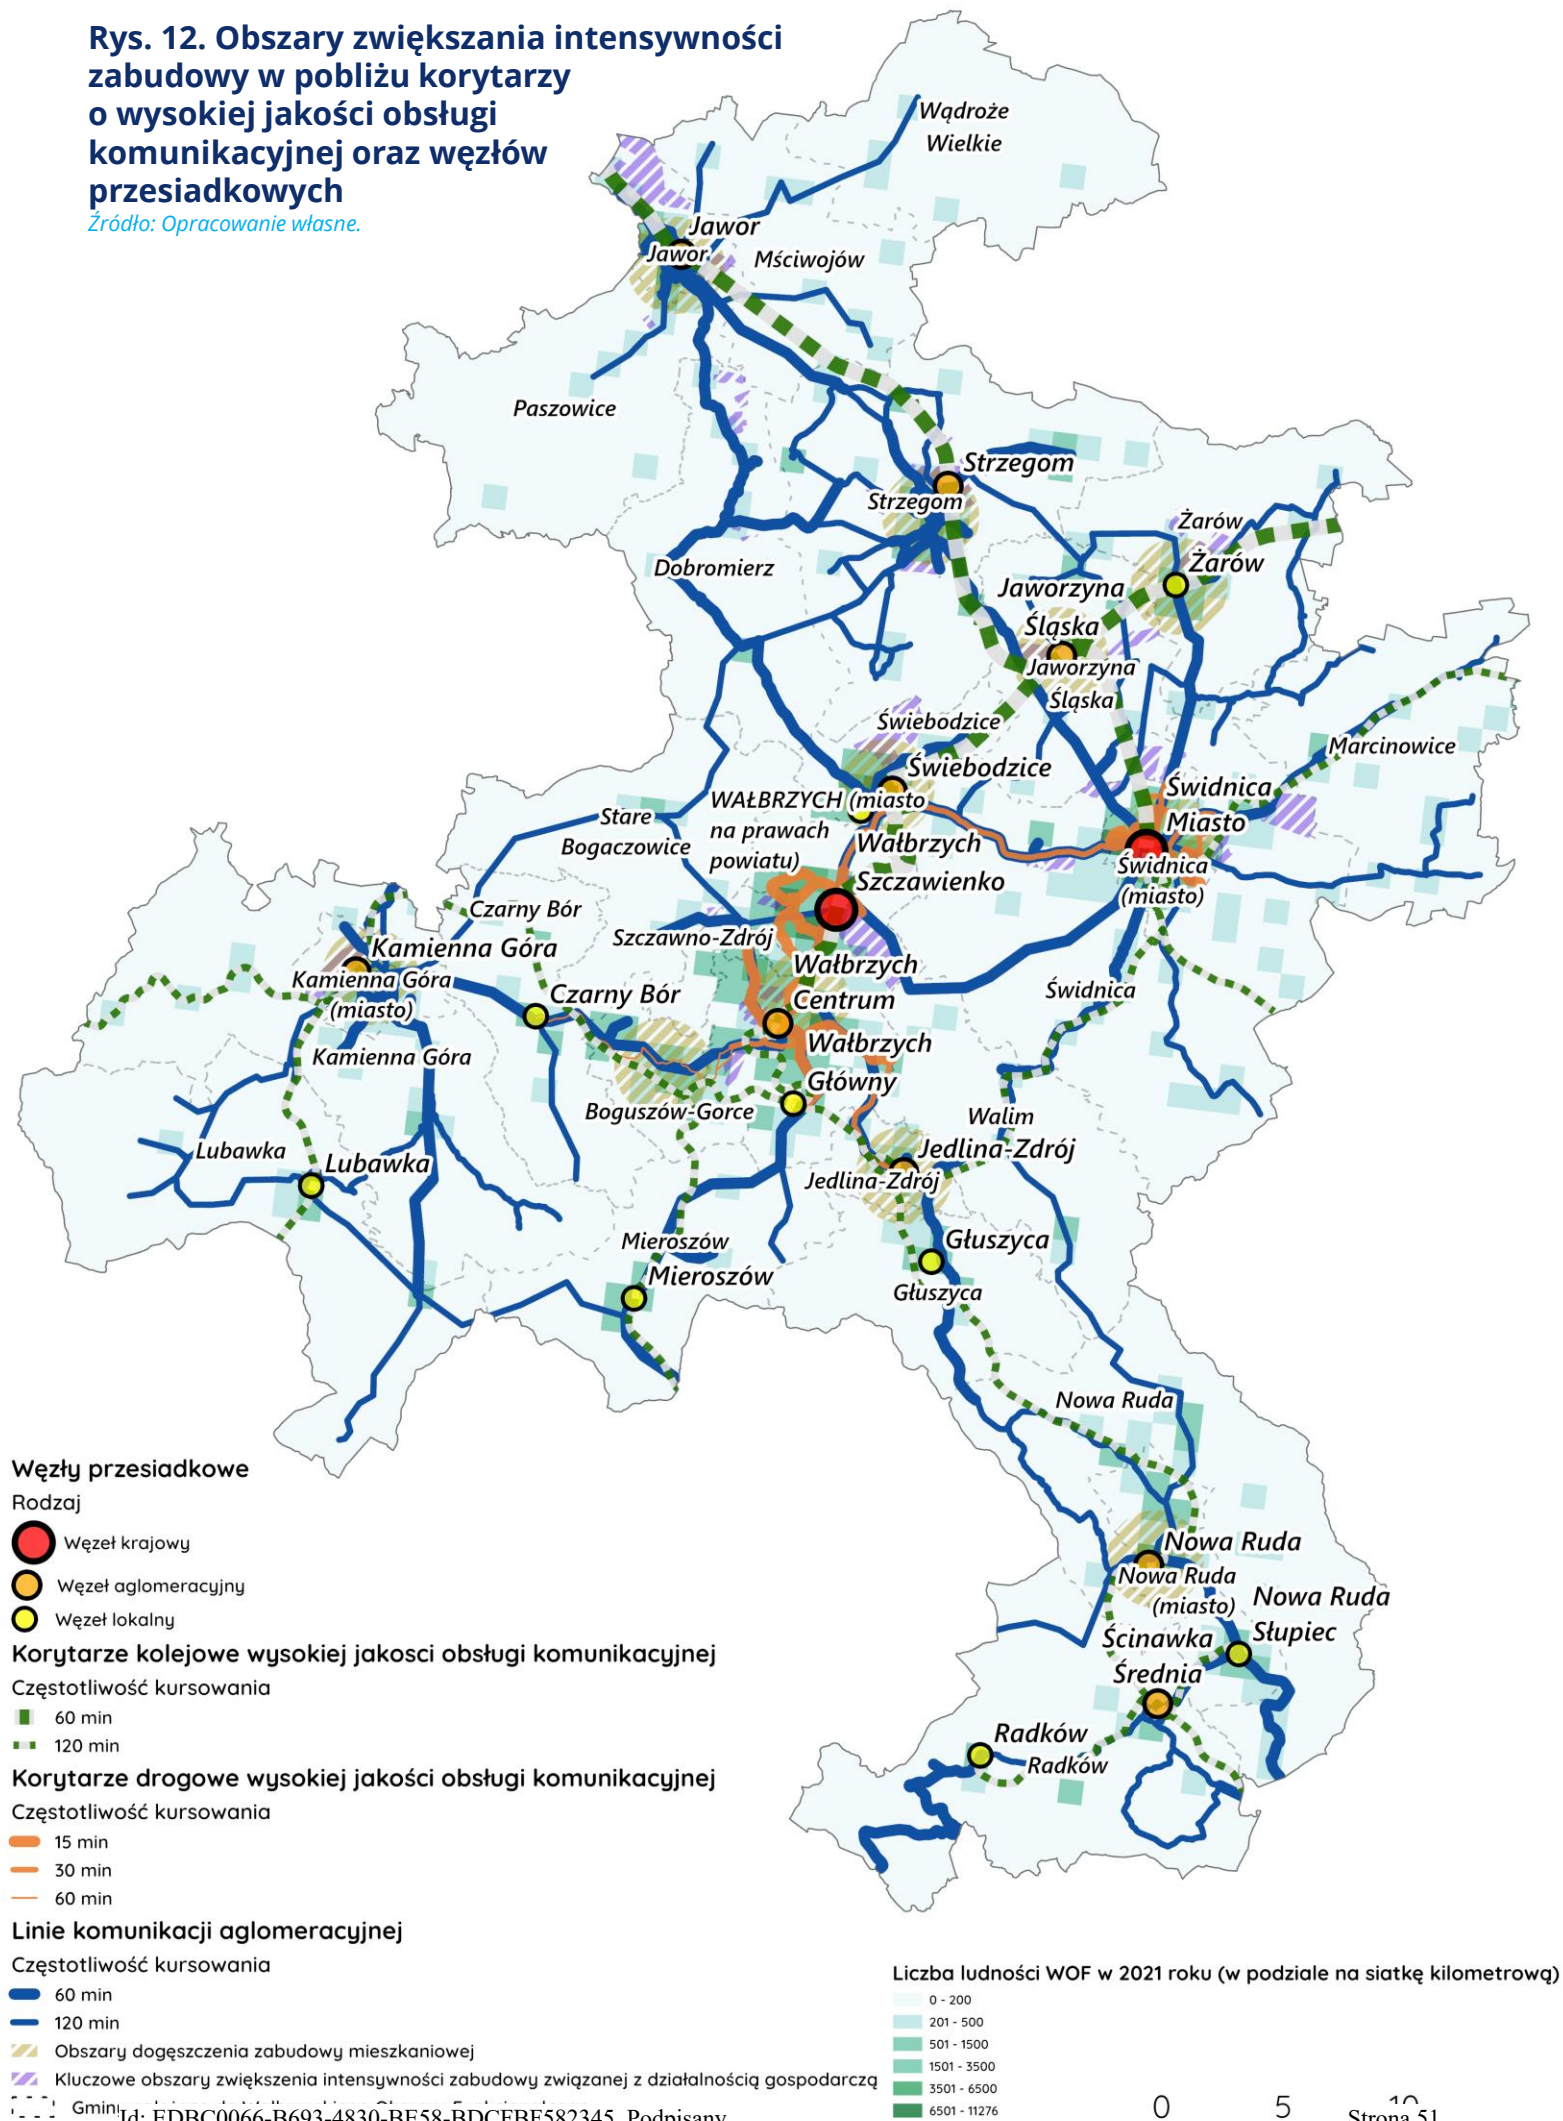 Rys. 12. Obszary zwiększania intensywności
zabudowy w pobliżu korytarzy
o wysokiej jakości obsługi
komunikacyjnej oraz węzłów
przesiadkowych
Źródło: Opracowanie własne.
Wądroże
Wielkie
Jawor
Jawor
Mściwojów
Paszowice
Strzegom
Strzegom
Żarów
Żarów
Dobromierz
Jaworzyna
Śląska
Jaworzyna
Śląska
Świebodzice
Marcinowice
Świebodzice
Świdnica
Miasto
WAŁBRZYCH (miasto
na prawach
powiatu)
Stare
Bogaczowice
Wałbrzych
Szczawienko
Świdnica
(miasto)
Czarny Bór
Szczawno-Zdrój
Kamienna Góra
Kamienna Góra
(miasto)
Wałbrzych
Centrum
Świdnica
Czarny Bór
Kamienna Góra
Wałbrzych
Główny
Boguszów-Gorce
Walim
Lubawka
Lubawka
Jedlina-Zdrój
Jedlina-Zdrój
Mieroszów
Mieroszów
Głuszyca
Głuszyca
Nowa Ruda
Nowa Ruda
Nowa Ruda
(miasto)
Nowa Ruda
Słupiec
Ścinawka
Średnia
Radków
Radków
Węzły przesiadkowe
Rodzaj
Węzeł krajowy
Węzeł aglomeracyjny
Węzeł lokalny
Korytarze kolejowe wysokiej jakosci obsługi komunikacyjnej
Częstotliwość kursowania
60 min
120 min
Korytarze drogowe wysokiej jakości obsługi komunikacyjnej
Częstotliwość kursowania
15 min
30 min
60 min
Linie komunikacji aglomeracyjnej
Częstotliwość kursowania
60 min
120 min
Obszary dogęszczenia zabudowy mieszkaniowej
Kluczowe obszary zwiększenia intensywności zabudowy związanej z działalnością gospodarczą
Liczba ludności WOF w 2021 roku (w podziale na siatkę kilometrową)
0 - 200
201 - 500
501 - 1500
1501 - 3500
3501 - 6500
6501 - 11276
0 5 10
Id: FDBC0066-B693-4830-BF58-BDCFBF582345. Podpisany
Strona 51